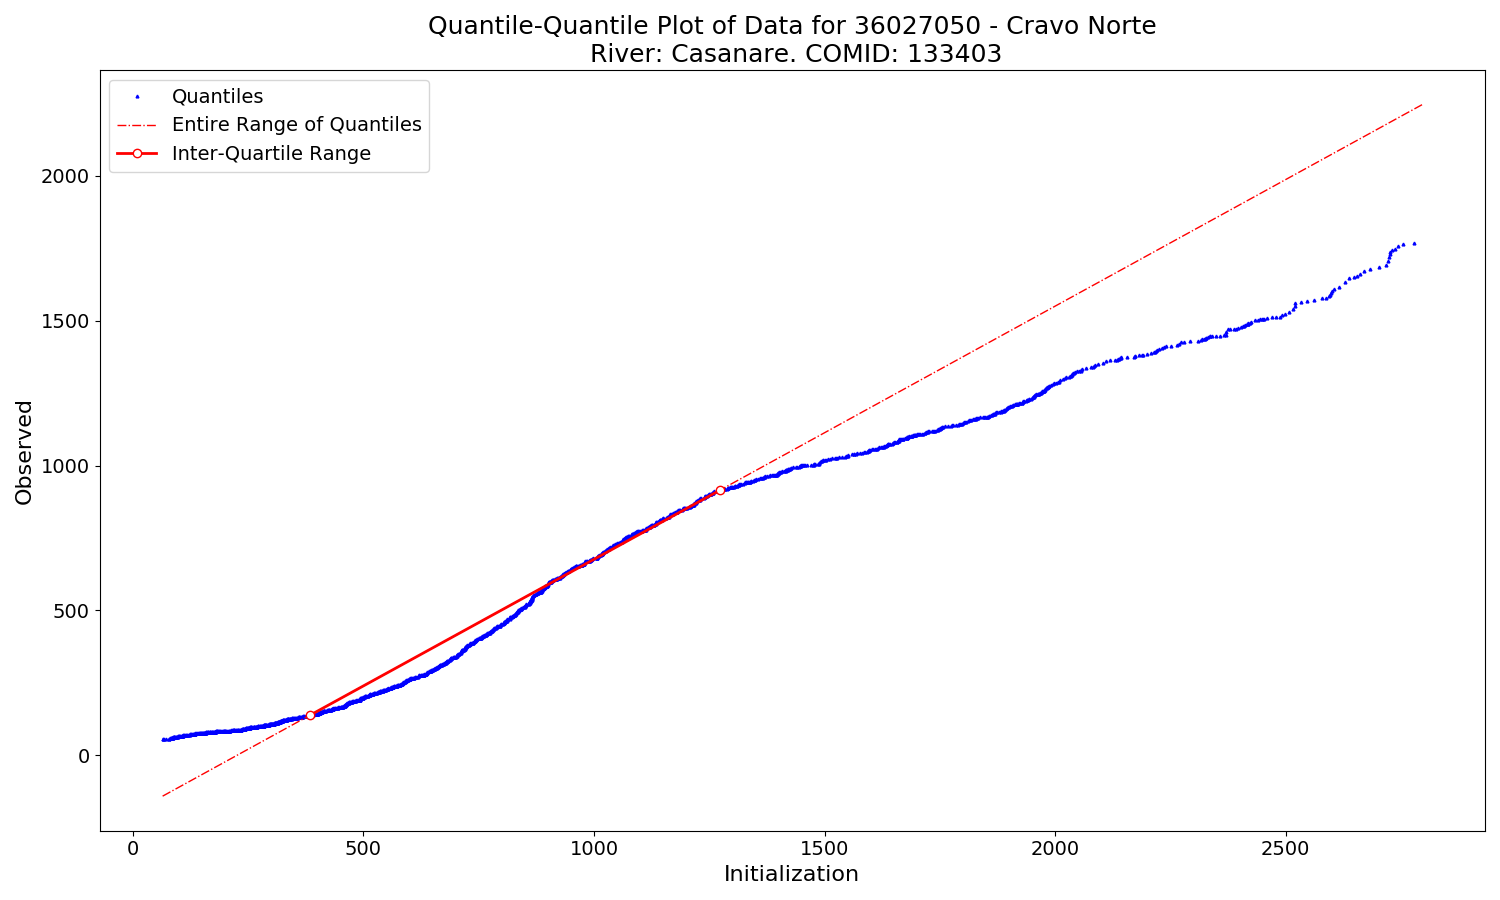 Quantile-Quantile Plot of Data for 36027050 - Cravo Norte
River: Casanare. COMID: 133403
Quantiles
Entire Range of Quantiles
Inter-Quartile Range
2000
1500
1000
500
0
Observed
0
500
1000
1500
2000
2500
Initialization